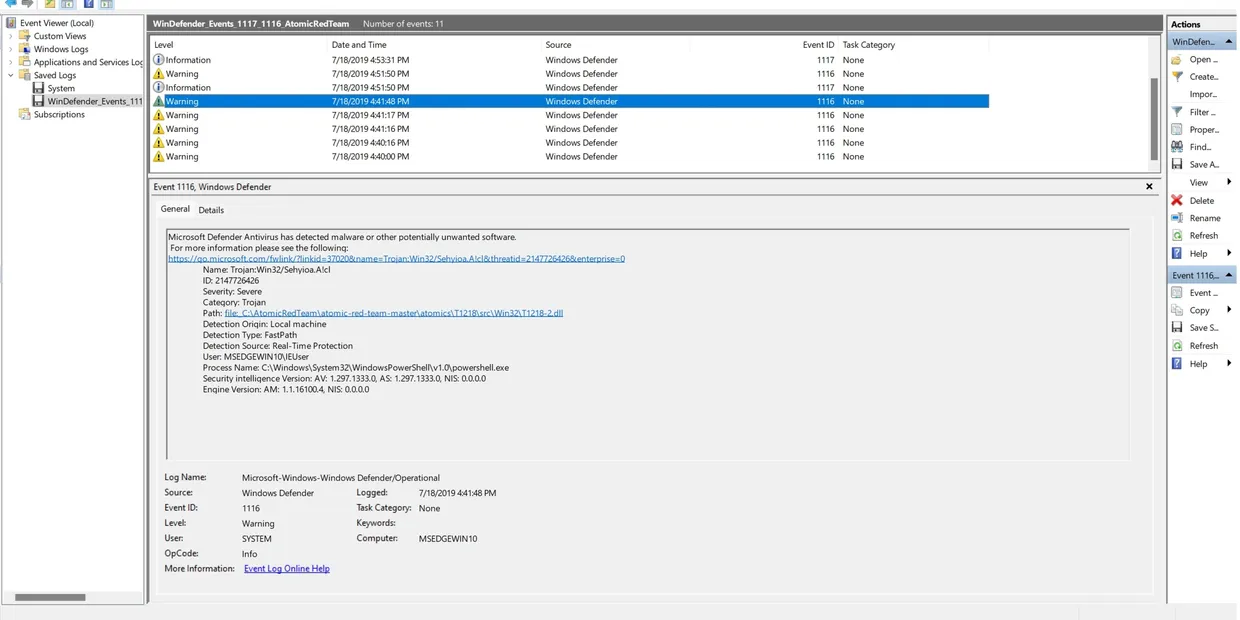 Event Viewer (Local)
Custom Views
Windows Logs
Applications and Services Log
Saved Logs
System
WinDefender_Events_111
Subscriptions
WinDefender_Events_1117_1116_AtomicRedTeam Number of events: 11
Level Date and Time Source Event ID Task Category
Information 7/18/2019 4:53:31 PM Windows Defender 1117 None
Warning 7/18/2019 4:51:50 PM Windows Defender 1116 None
Information 7/18/2019 4:51:50 PM Windows Defender 1117 None
Warning 7/18/2019 4:41:48 PM Windows Defender 1116 None
Warning 7/18/2019 4:41:17 PM Windows Defender 1116 None
Warning 7/18/2019 4:41:16 PM Windows Defender 1116 None
Warning 7/18/2019 4:40:16 PM Windows Defender 1116 None
Warning 7/18/2019 4:40:00 PM Windows Defender 1116 None
Event 1116, Windows Defender
General Details
Microsoft Defender Antivirus has detected malware or other potentially unwanted software.
For more information please see the following:
https://go.microsoft.com/fwlink/?linkid=37020&name=Trojan:Win32/Sehyioa.A!cl&threatid=2147726426&enterprise=0
Name: Trojan:Win32/Sehyioa.A!cl
ID: 2147726426
Severity: Severe
Category: Trojan
Path: file:_C:\AtomicRedTeam\atomic-red-team-master\atomics\T1218\src\Win32\T1218-2.dll
Detection Origin: Local machine
Detection Type: FastPath
Detection Source: Real-Time Protection
User: MSEDGEWIN10\IEUser
Process Name: C:\Windows\System32\WindowsPowerShell\v1.0\powershell.exe
Security intelligence Version: AV: 1.297.1333.0, AS: 1.297.1333.0, NIS: 0.0.0.0
Engine Version: AM: 1.1.16100.4, NIS: 0.0.0.0
Log Name: Microsoft-Windows-Windows Defender/Operational
Source: Windows Defender Logged: 7/18/2019 4:41:48 PM
Event ID: 1116 Task Category: None
Level: Warning Keywords:
User: SYSTEM Computer: MSEDGEWIN10
OpCode: Info
More Information: Event Log Online Help
Actions
WinDefen...
Open ...
Create...
Impor...
Filter ...
Proper...
Find...
Save A...
View
Delete
Rename
Refresh
Help
Event 1116,...
Event ...
Copy
Save S...
Refresh
Help